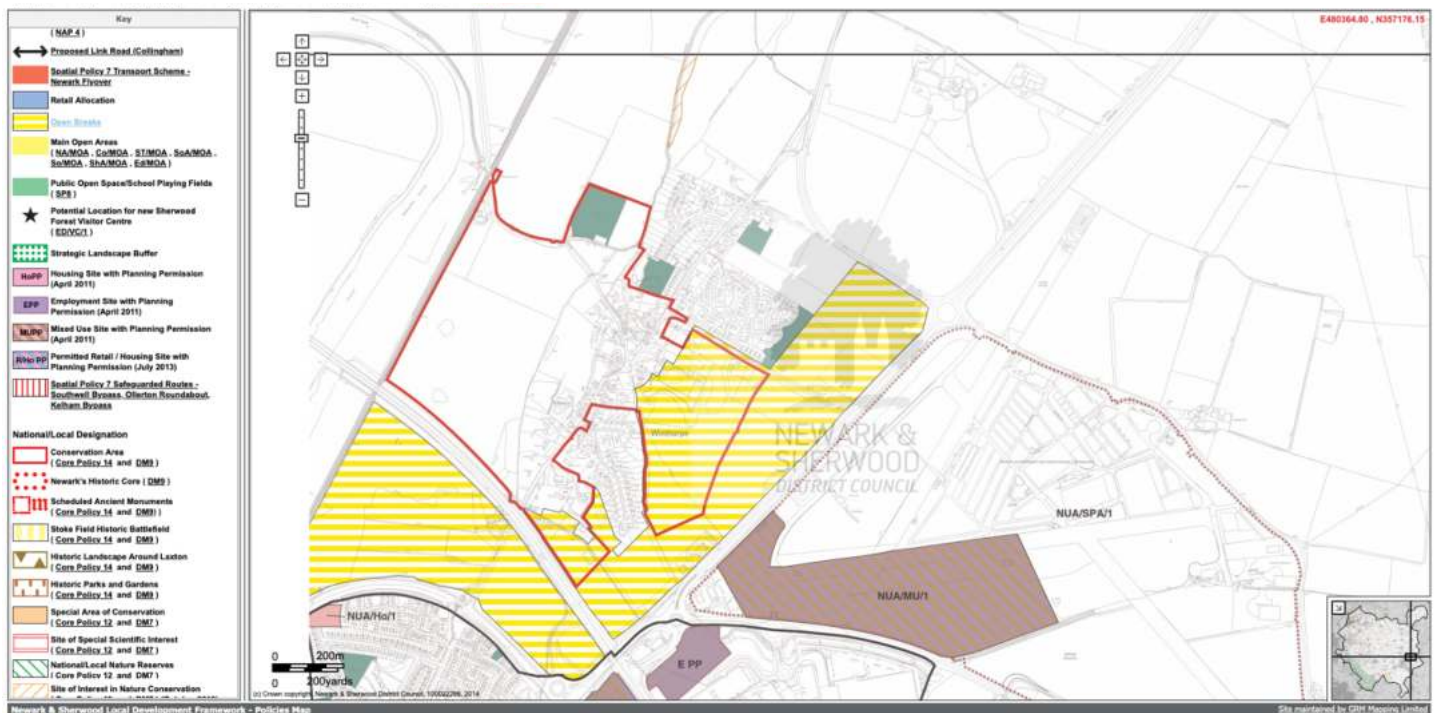 Key
( NAP 4 )
Proposed Link Road (Collingham)
Spatial Policy 7 Transport Scheme -
Newark Flyover
Retail Allocation
Open Breaks
Main Open Areas
( NA/MOA , Co/MOA , ST/MOA , SoA/MOA ,
So/MOA , ShA/MOA , Ed/MOA )
Public Open Space/School Playing Fields
( SP8 )
Potential Location for new Sherwood
Forest Visitor Centre
( ED/VC/1 )
Strategic Landscape Buffer
HoPP
Housing Site with Planning Permission
(April 2011)
EPP
Employment Site with Planning
Permission (April 2011)
MUPP
Mixed Use Site with Planning Permission
(April 2011)
R/Ho PP
Permitted Retail / Housing Site with
Planning Permission (July 2013)
Spatial Policy 7 Safeguarded Routes -
Southwell Bypass, Ollerton Roundabout,
Kelham Bypass
National/Local Designation
Conservation Area
( Core Policy 14 and DM9 )
Newark's Historic Core ( DM9 )
Scheduled Ancient Monuments
( Core Policy 14 and DM9) )
Stoke Field Historic Battlefield
( Core Policy 14 and DM9 )
Historic Landscape Around Laxton
( Core Policy 14 and DM9 )
Historic Parks and Gardens
( Core Policy 14 and DM9 )
Special Area of Conservation
( Core Policy 12 and DM7 )
Site of Special Scientific Interest
( Core Policy 12 and DM7 )
National/Local Nature Reserves
( Core Policy 12 and DM7 )
Site of Interest in Nature Conservation
E480364.80 , N357176.15
Winthorpe
NEWARK &
SHERWOOD
DISTRICT COUNCIL
NUA/SPA/1
NUA/MU/1
NUA/Ho/1
E PP
0 200m
0 200yards
(c) Crown copyright, Newark & Sherwood District Council, 100022288, 2014
Newark & Sherwood Local Development Framework - Policies Map
Site maintained by GRM Mapping Limited